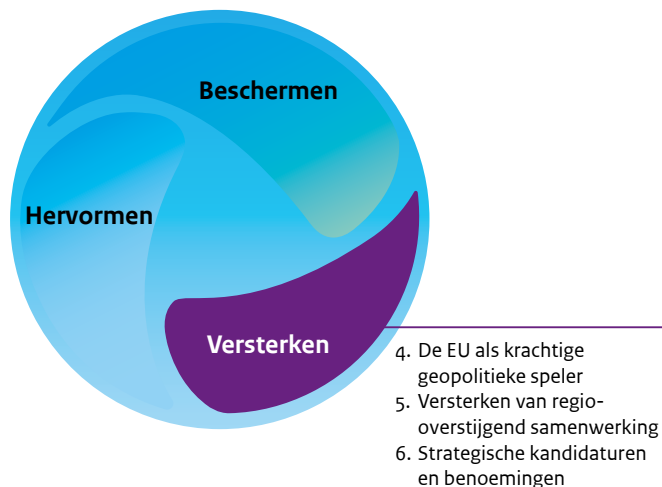 Beschermen
Hervormen
Versterken
4. De EU als krachtige
geopolitieke speler
5. Versterken van regio-
overstijgend samenwerking
6. Strategische kandidaturen
en benoemingen